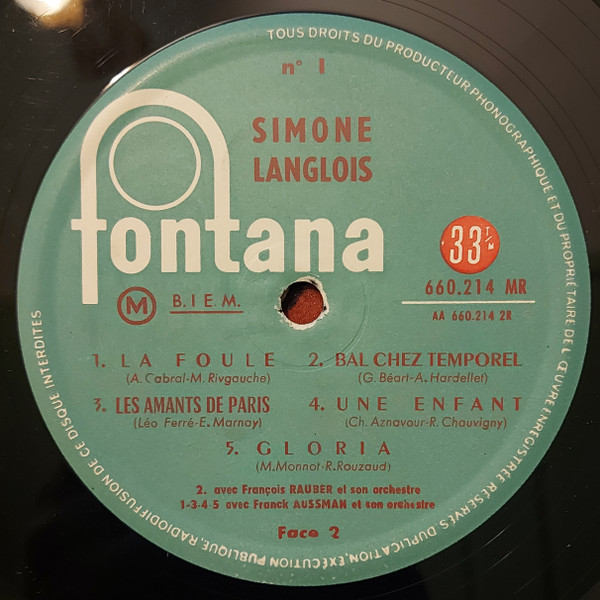 TOUS DROITS DU PRODUCTEUR PHONOGRAPHIQUE ET DU PROPRIÉTAIRE DE L'ŒUVRE ENREGISTRÉE RÉSERVÉS. DUPLICATION, EXÉCUTION PUBLIQUE, RADIODIFFUSION DE CE DISQUE INTERDITES
n° 1
SIMONE
LANGLOIS
fontana
33 T/M
M B.I.E.M.
660.214 MR
AA 660.214 2R
1. LA FOULE 2. BAL CHEZ TEMPOREL
(A. Cabral-M. Rivgauche) (G. Béart-A. Hardellet)
3. LES AMANTS DE PARIS 4. UNE ENFANT
(Léo Ferré-E. Marnay) (Ch. Aznavour-R. Chauvigny)
5. GLORIA
(M.Monnot-R.Rouzaud)
2. avec François RAUBER et son orchestre
1-3-4 5 avec Franck AUSSMAN et son orchestre
Face 2